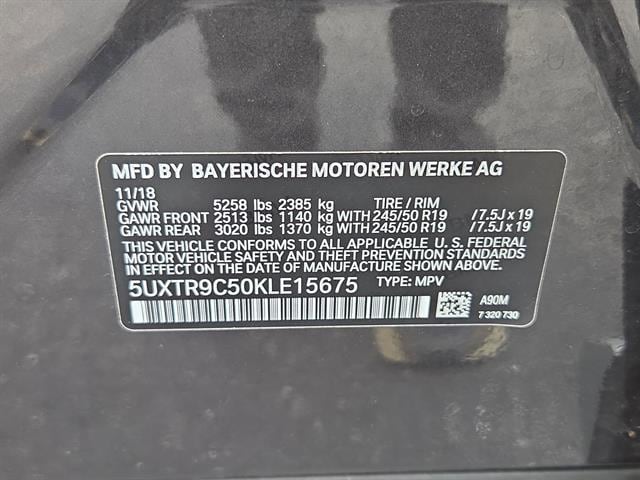 MFD BY BAYERISCHE MOTOREN WERKE AG
11/18
GVWR 5258 lbs 2385 kg TIRE / RIM
GAWR FRONT 2513 lbs 1140 kg WITH 245/50 R19 /7.5J x 19
GAWR REAR 3020 lbs 1370 kg WITH 245/50 R19 /7.5J x 19
THIS VEHICLE CONFORMS TO ALL APPLICABLE U. S. FEDERAL
MOTOR VEHICLE SAFETY AND THEFT PREVENTION STANDARDS
IN EFFECT ON THE DATE OF MANUFACTURE SHOWN ABOVE.
5UXTR9C50KLE15675 TYPE: MPV
A90M
7 320 730